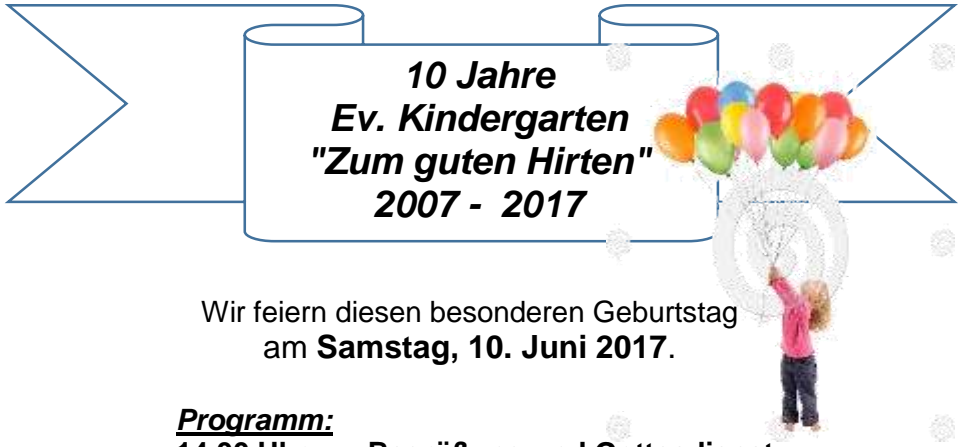 10 Jahre
Ev. Kindergarten
"Zum guten Hirten"
2007 - 2017
Wir feiern diesen besonderen Geburtstag
am Samstag, 10. Juni 2017.
Programm: